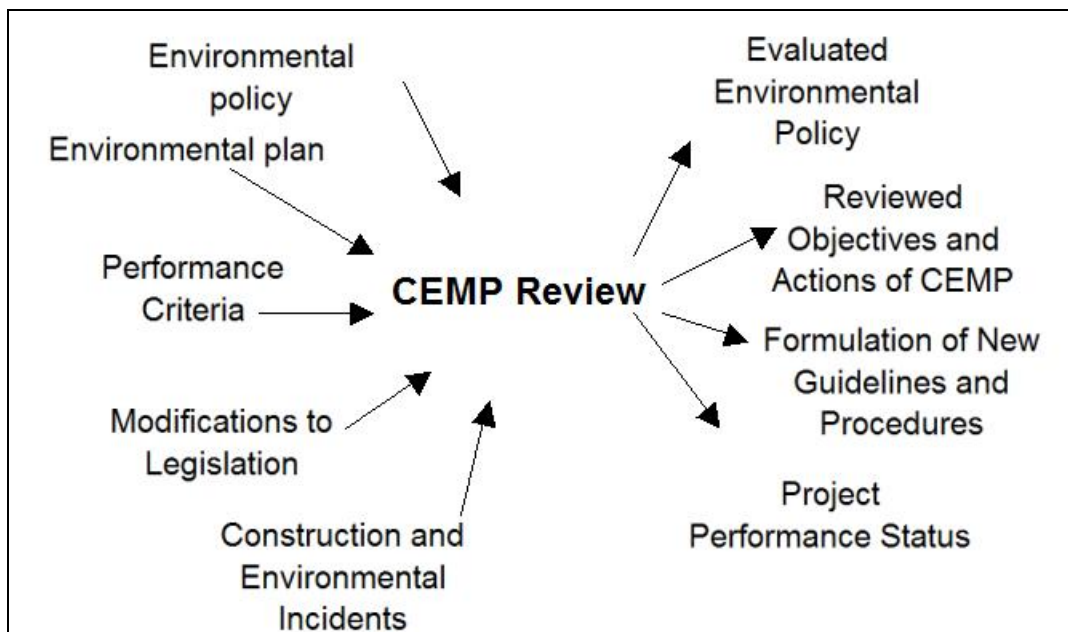 Environmental
policy
Environmental plan
Performance
Criteria
Modifications to
Legislation
Construction and
Environmental
Incidents
CEMP Review
Evaluated
Environmental
Policy
Reviewed
Objectives and
Actions of CEMP
Formulation of New
Guidelines and
Procedures
Project
Performance Status